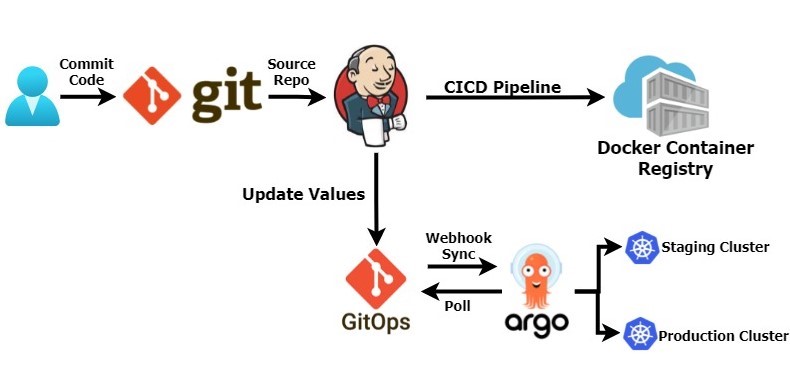 Commit
Code
git
Source
Repo
CICD Pipeline
Docker Container
Registry
Update Values
GitOps
Webhook
Sync
Poll
argo
Staging Cluster
Production Cluster